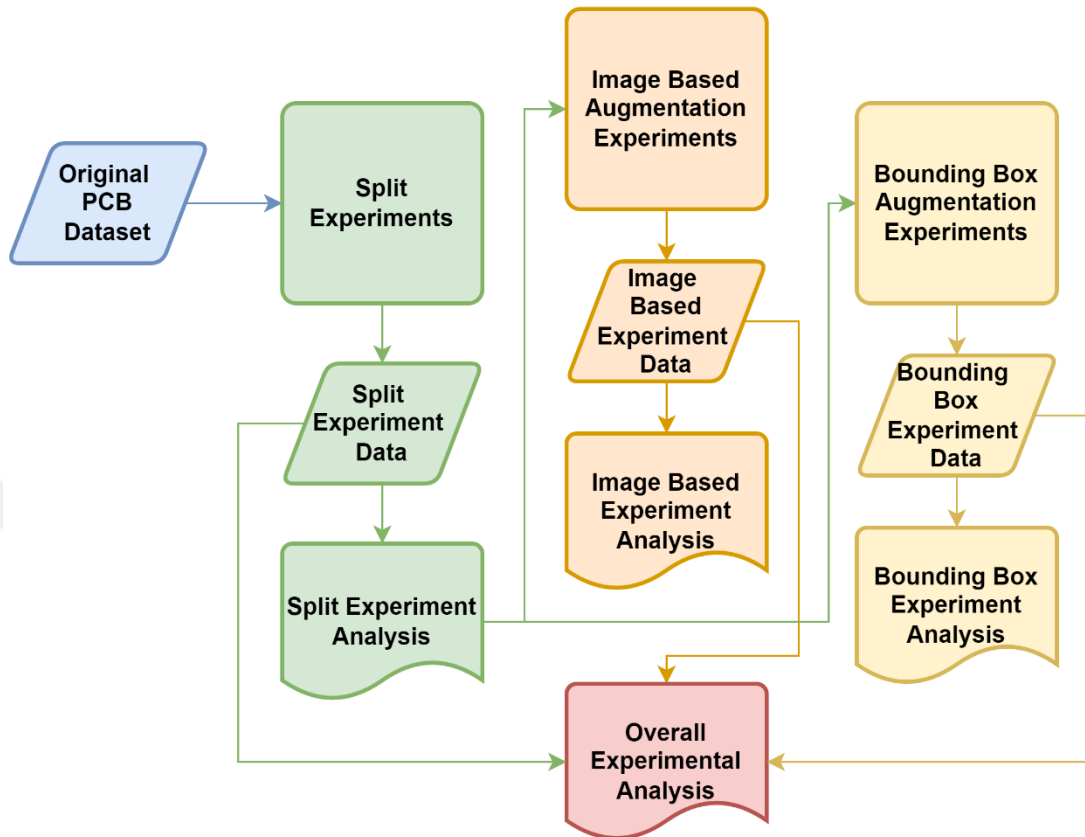 Original
PCB
Dataset
Split
Experiments
Split
Experiment
Data
Split Experiment
Analysis
Image Based
Augmentation
Experiments
Image
Based
Experiment
Data
Image Based
Experiment
Analysis
Bounding Box
Augmentation
Experiments
Bounding
Box
Experiment
Data
Bounding Box
Experiment
Analysis
Overall
Experimental
Analysis